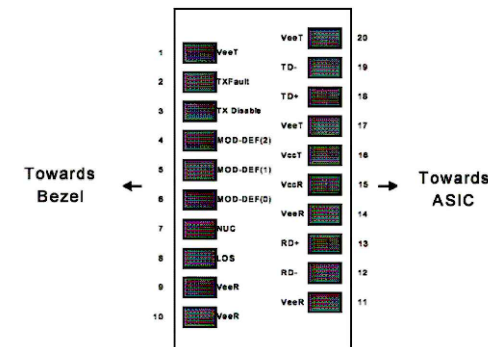 VeeT 20
1 VeeT
TD- 19
2 TXFault
TD+ 18
3 TX Disable
VeeT 17
4 MOD-DEF(2)
VccT 16
5 MOD-DEF(1)
Towards
Bezel
VccR 15
Towards
ASIC
6 MOD-DEF(0)
VeeR 14
7 NUC
RD+ 13
8 LOS
RD- 12
9 VeeR
VeeR 11
10 VeeR